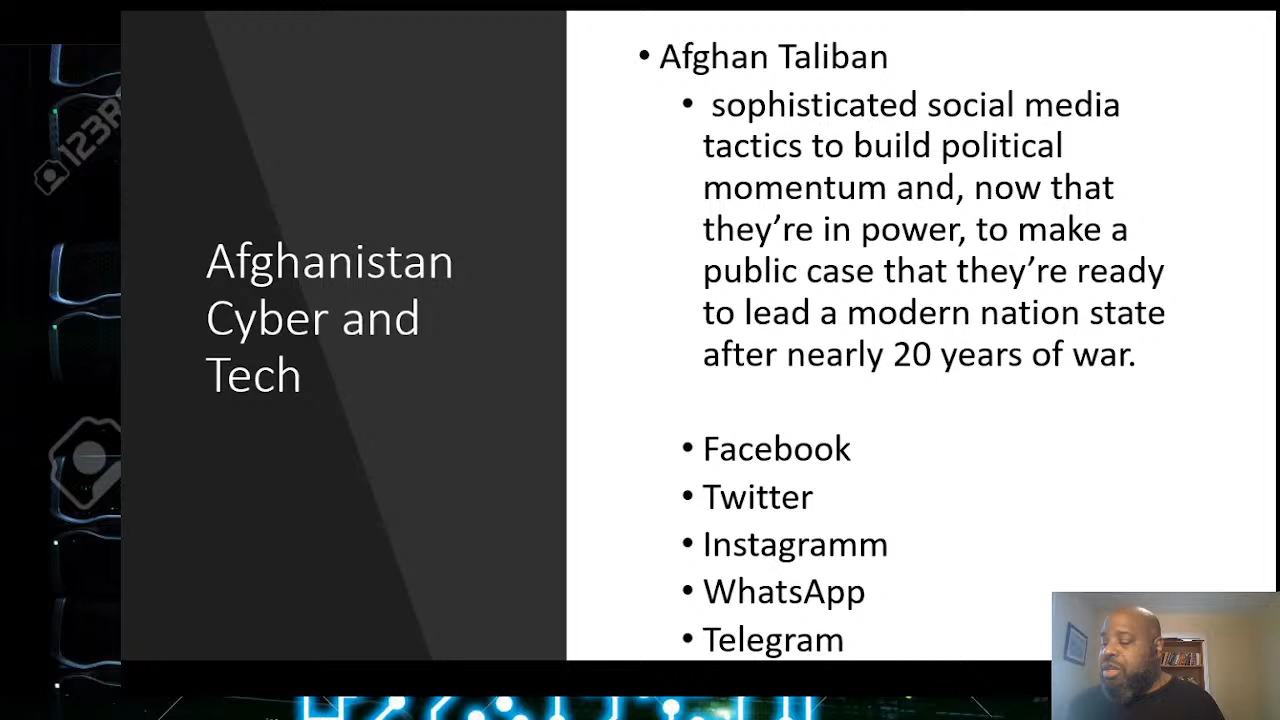 Afghanistan
Cyber and
Tech
• Afghan Taliban
• sophisticated social media
tactics to build political
momentum and, now that
they’re in power, to make a
public case that they’re ready
to lead a modern nation state
after nearly 20 years of war.
• Facebook
• Twitter
• Instagramm
• WhatsApp
• Telegram
123R